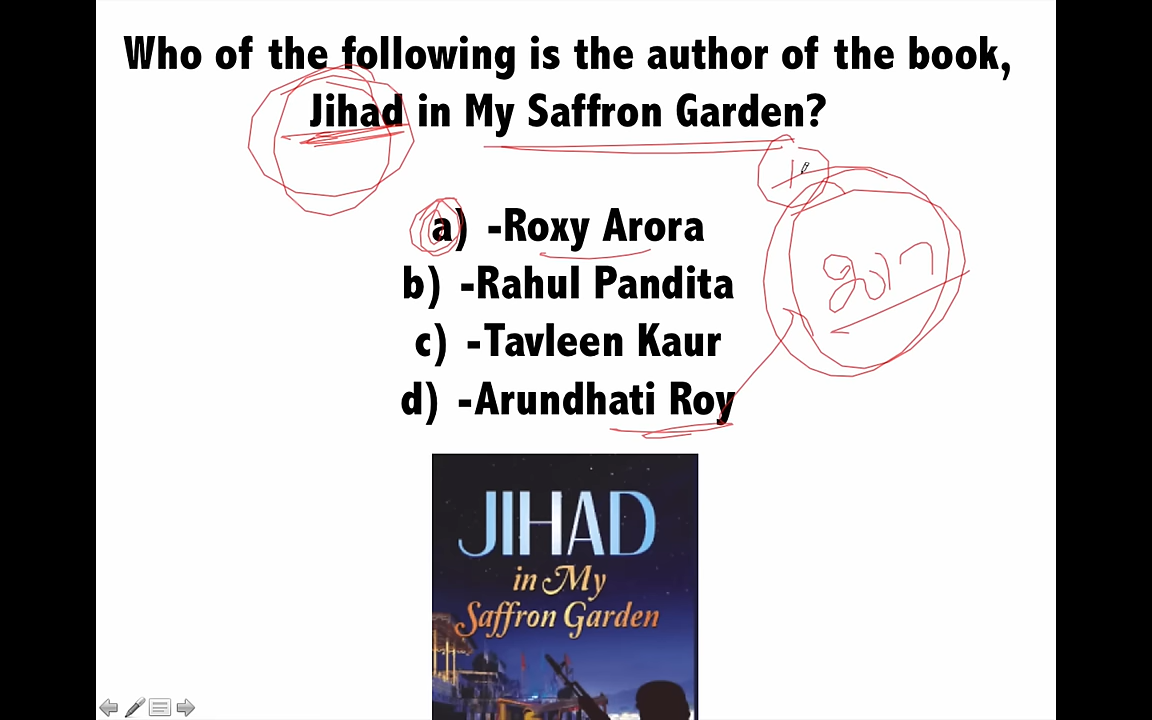 Who of the following is the author of the book,
Jihad in My Saffron Garden?
a) -Roxy Arora
b) -Rahul Pandita
2017
c) -Tavleen Kaur
d) -Arundhati Roy
JIHAD
in My
Saffron Garden